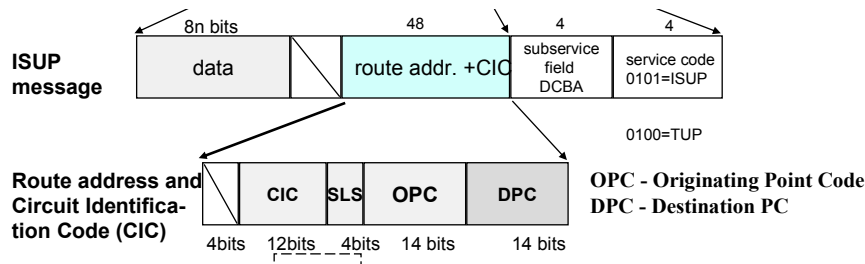 8n bits 48 4 4
ISUP
message
data
route addr. +CIC
subservice
field
DCBA
service code
0101=ISUP
0100=TUP
Route address and
Circuit Identifica-
tion Code (CIC)
CIC SLS OPC DPC
4bits 12bits 4bits 14 bits 14 bits
OPC - Originating Point Code
DPC - Destination PC